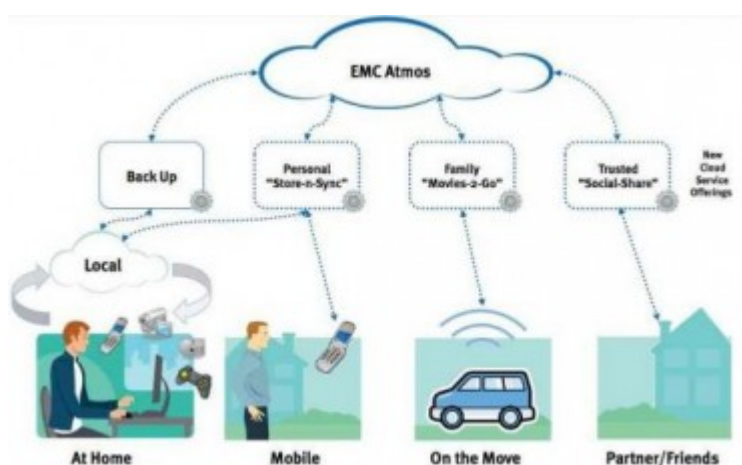 EMC Atmos
Back Up
Personal
"Store-n-Sync"
Family
"Movies-2-Go"
Trusted
"Social-Share"
New
Cloud
Service
Offerings
Local
At Home
Mobile
On the Move
Partner/Friends